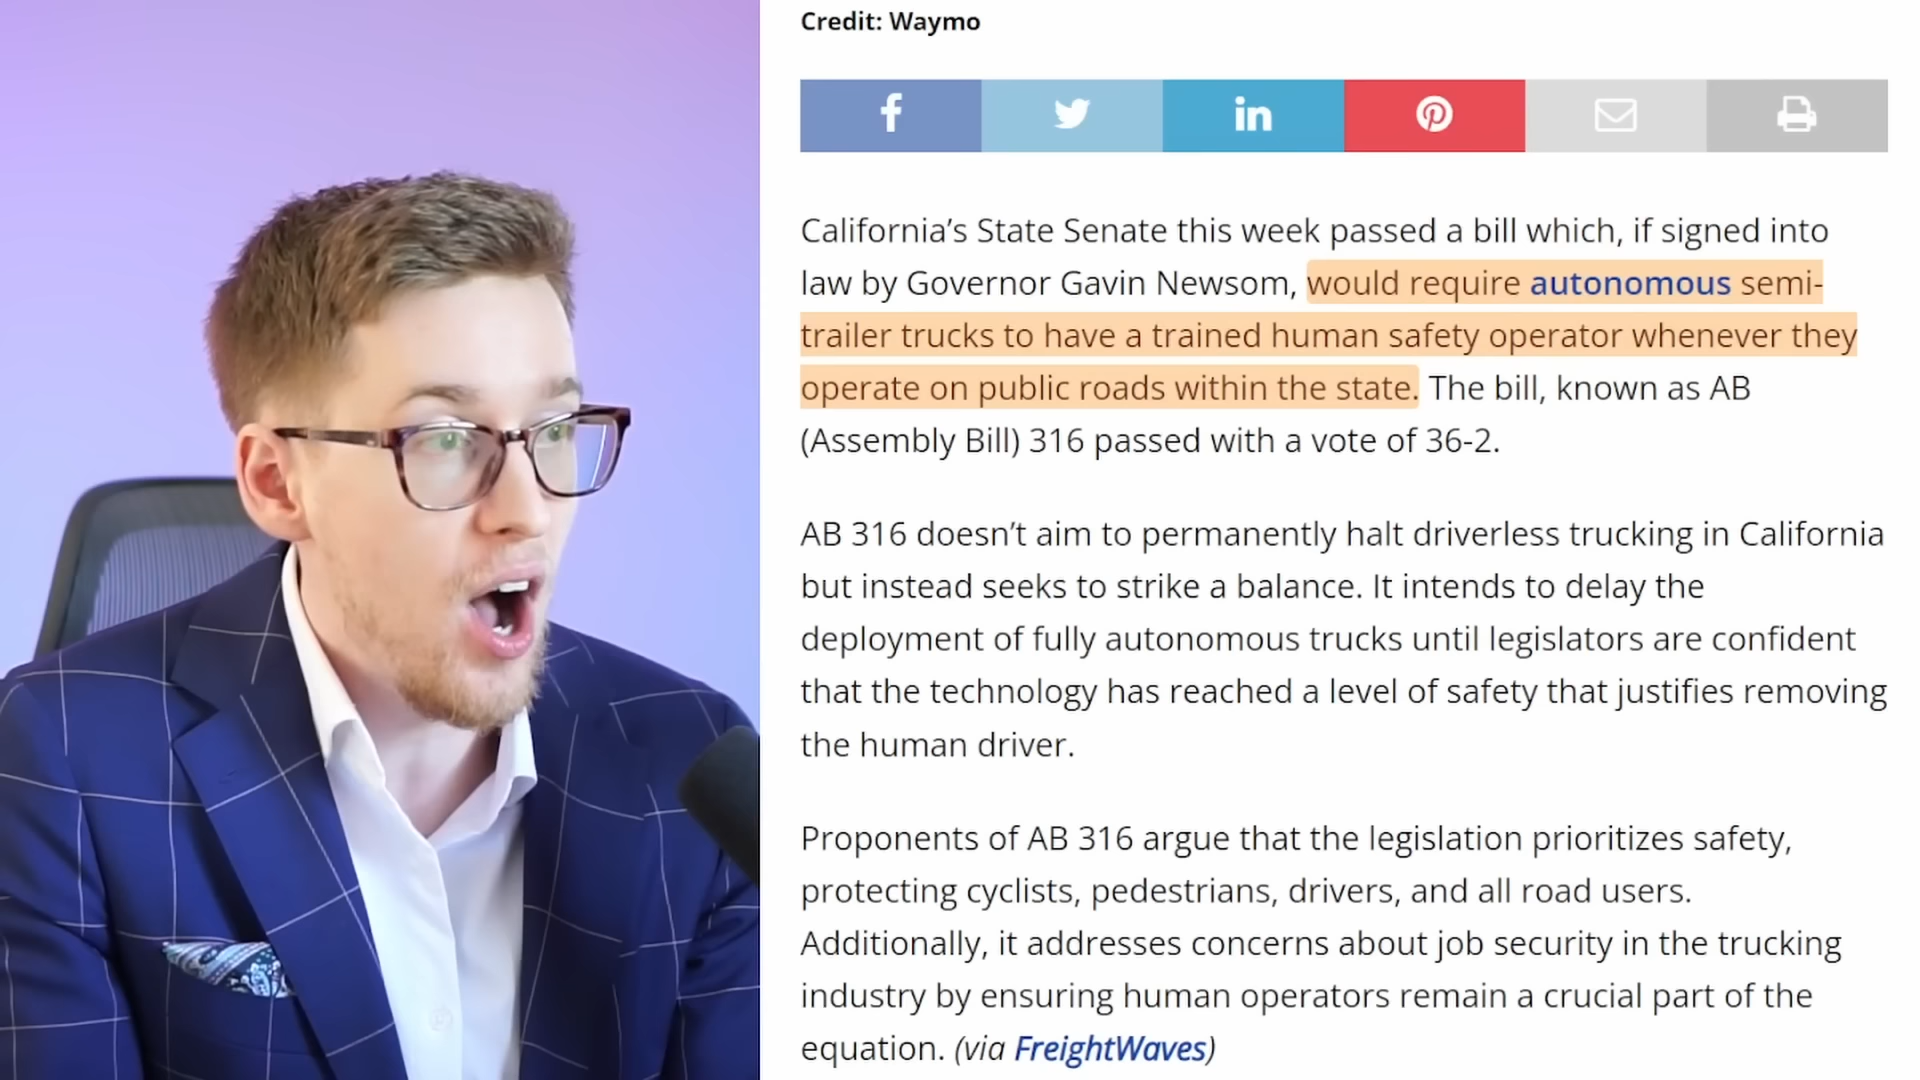 Credit: Waymo
California’s State Senate this week passed a bill which, if signed into
law by Governor Gavin Newsom, would require autonomous semi-
trailer trucks to have a trained human safety operator whenever they
operate on public roads within the state. The bill, known as AB
(Assembly Bill) 316 passed with a vote of 36-2.
AB 316 doesn’t aim to permanently halt driverless trucking in California
but instead seeks to strike a balance. It intends to delay the
deployment of fully autonomous trucks until legislators are confident
that the technology has reached a level of safety that justifies removing
the human driver.
Proponents of AB 316 argue that the legislation prioritizes safety,
protecting cyclists, pedestrians, drivers, and all road users.
Additionally, it addresses concerns about job security in the trucking
industry by ensuring human operators remain a crucial part of the
equation. (via FreightWaves)